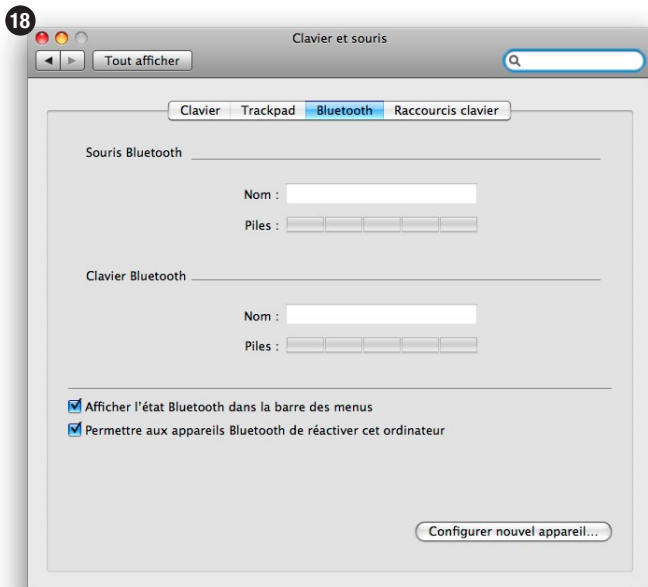 18
Clavier et souris
Tout afficher
Clavier Trackpad Bluetooth Raccourcis clavier
Souris Bluetooth
Nom :
Piles :
Clavier Bluetooth
Nom :
Piles :
Afficher l'état Bluetooth dans la barre des menus
Permettre aux appareils Bluetooth de réactiver cet ordinateur
Configurer nouvel appareil...